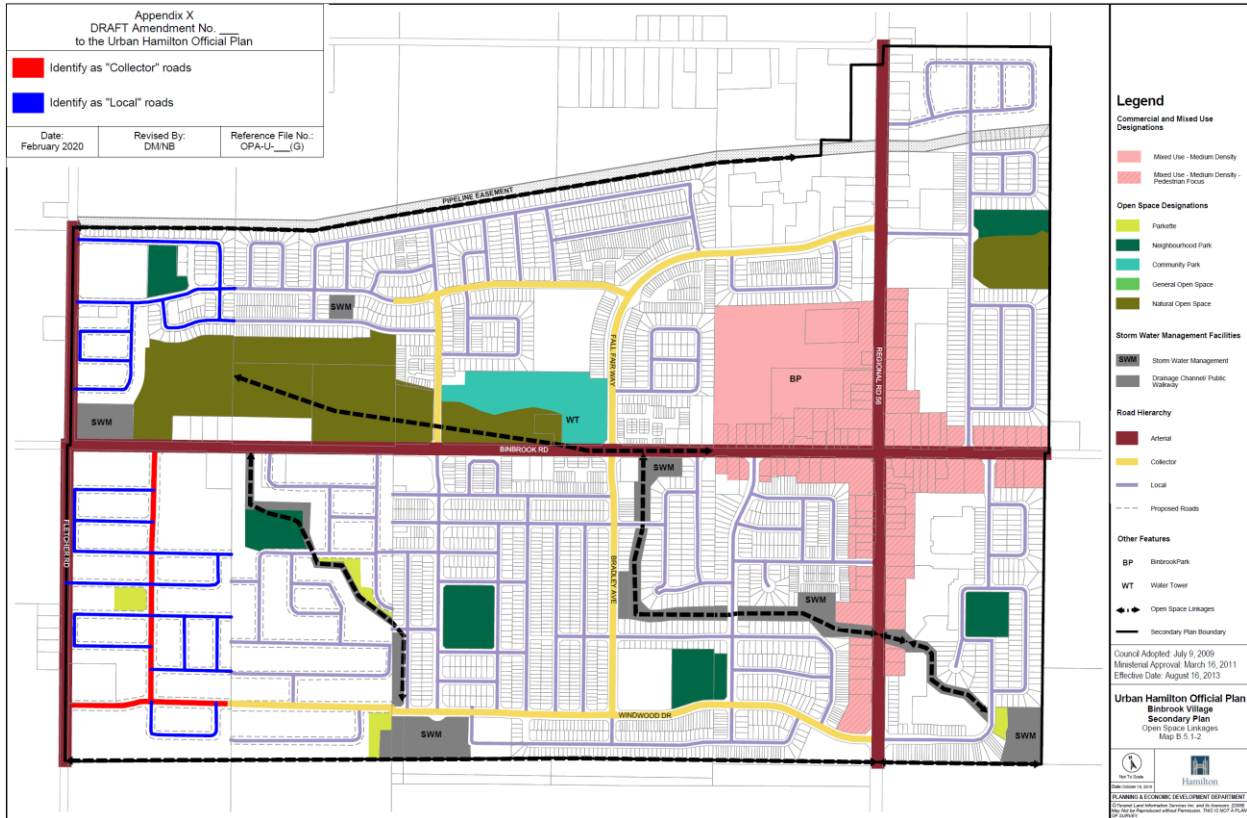 Appendix X
DRAFT Amendment No. ___
to the Urban Hamilton Official Plan
Identify as "Collector" roads
Identify as "Local" roads
Date:
February 2020
Revised By:
DM/NB
Reference File No.:
OPA-U-___(G)
PIPELINE EASEMENT
SWM
FALL FAIR WAY
REGIONAL RD 56
BP
WT
SWM
BINBROOK RD
SWM
FLETCHER RD
BRADLEY AVE
SWM
WINDWOOD DR
SWM
SWM
Legend
Commercial and Mixed Use
Designations
Mixed Use - Medium Density
Mixed Use - Medium Density -
Pedestrian Focus
Open Space Designations
Parkette
Neighbourhood Park
Community Park
General Open Space
Natural Open Space
Storm Water Management Facilities
SWM
Storm Water Management
Drainage Channel/ Public
Walkway
Road Hierarchy
Arterial
Collector
Local
Proposed Roads
Other Features
BP
BinbrookPark
WT
Water Tower
Open Space Linkages
Secondary Plan Boundary
Council Adopted: July 9, 2009
Ministerial Approval: March 16, 2011
Effective Date: August 16, 2013
Urban Hamilton Official Plan
Binbrook Village
Secondary Plan
Open Space Linkages
Map B.5.1-2
Not To Scale
Hamilton
PLANNING & ECONOMIC DEVELOPMENT DEPARTMENT